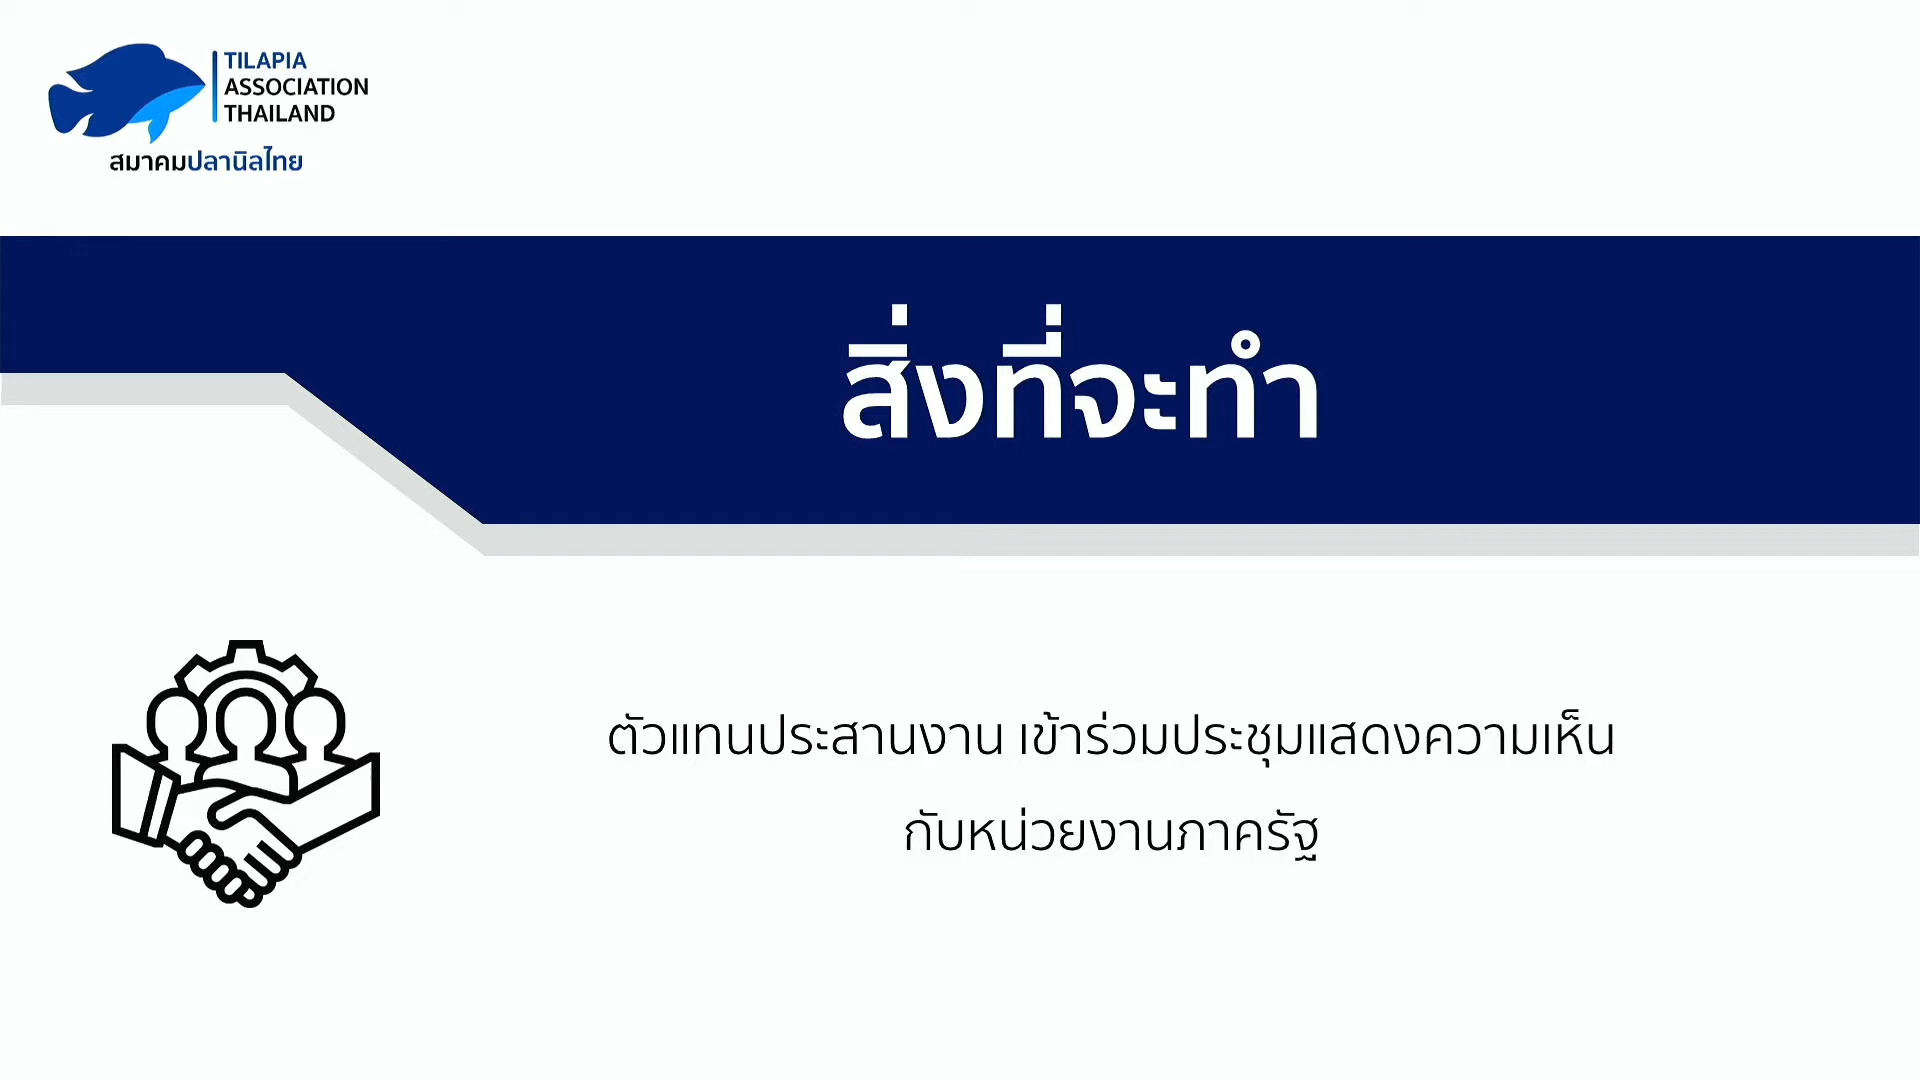 TILAPIA
ASSOCIATION
THAILAND
สมาคมปลานิลไทย
สิ่งที่จะทำ
ตัวแทนประสานงาน เข้าร่วมประชุมแสดงความเห็น
กับหน่วยงานภาครัฐ